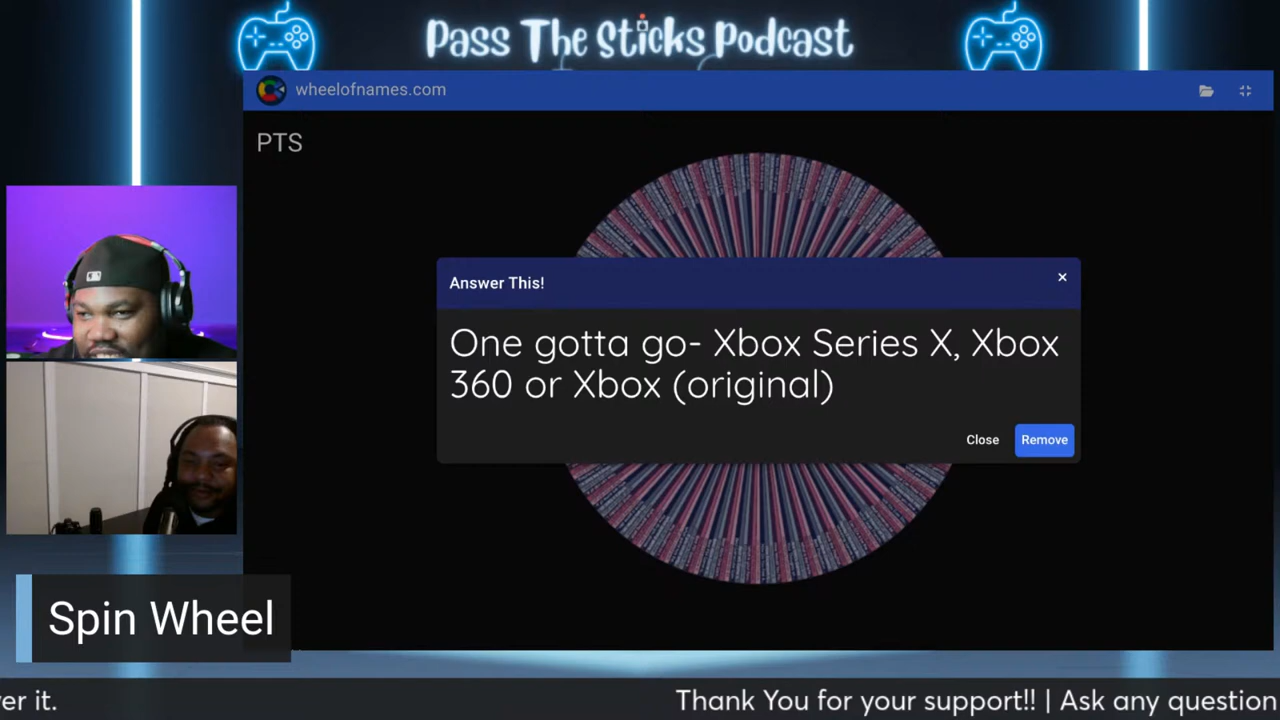 Pass The Sticks Podcast
wheelofnames.com
PTS
Answer This!
One gotta go- Xbox Series X, Xbox
360 or Xbox (original)
Close
Remove
Spin Wheel
er it.
Thank You for your support!! | Ask any question